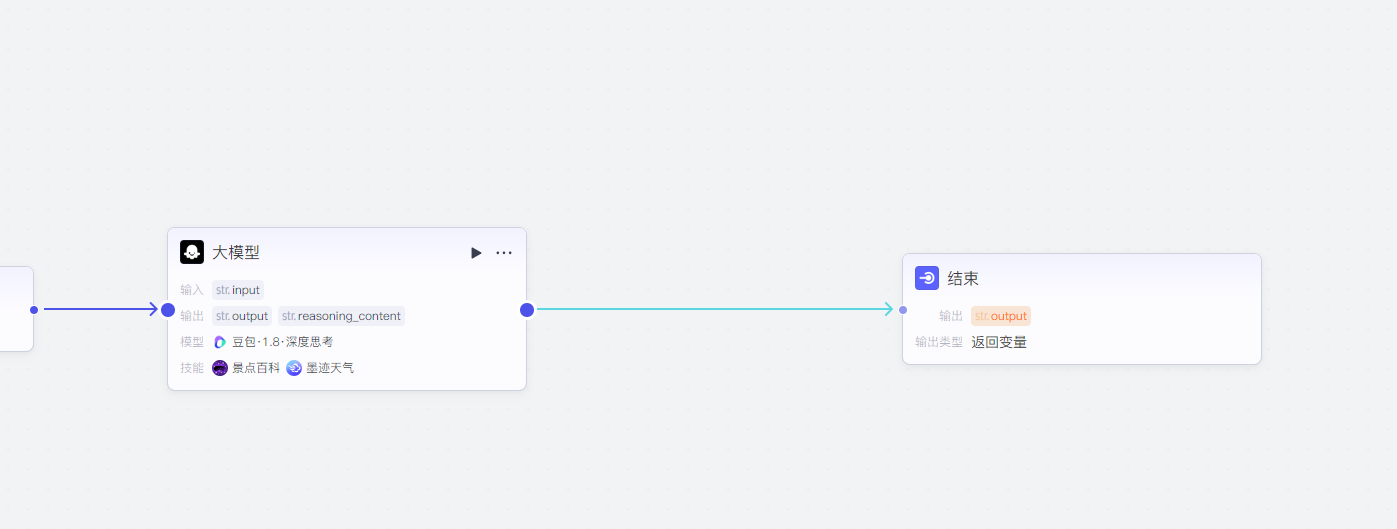 大模型
输入 str.input
输出 str.output str.reasoning_content
模型 豆包·1.8·深度思考
技能 景点百科 墨迹天气
结束
输出 str.output
输出类型 返回变量